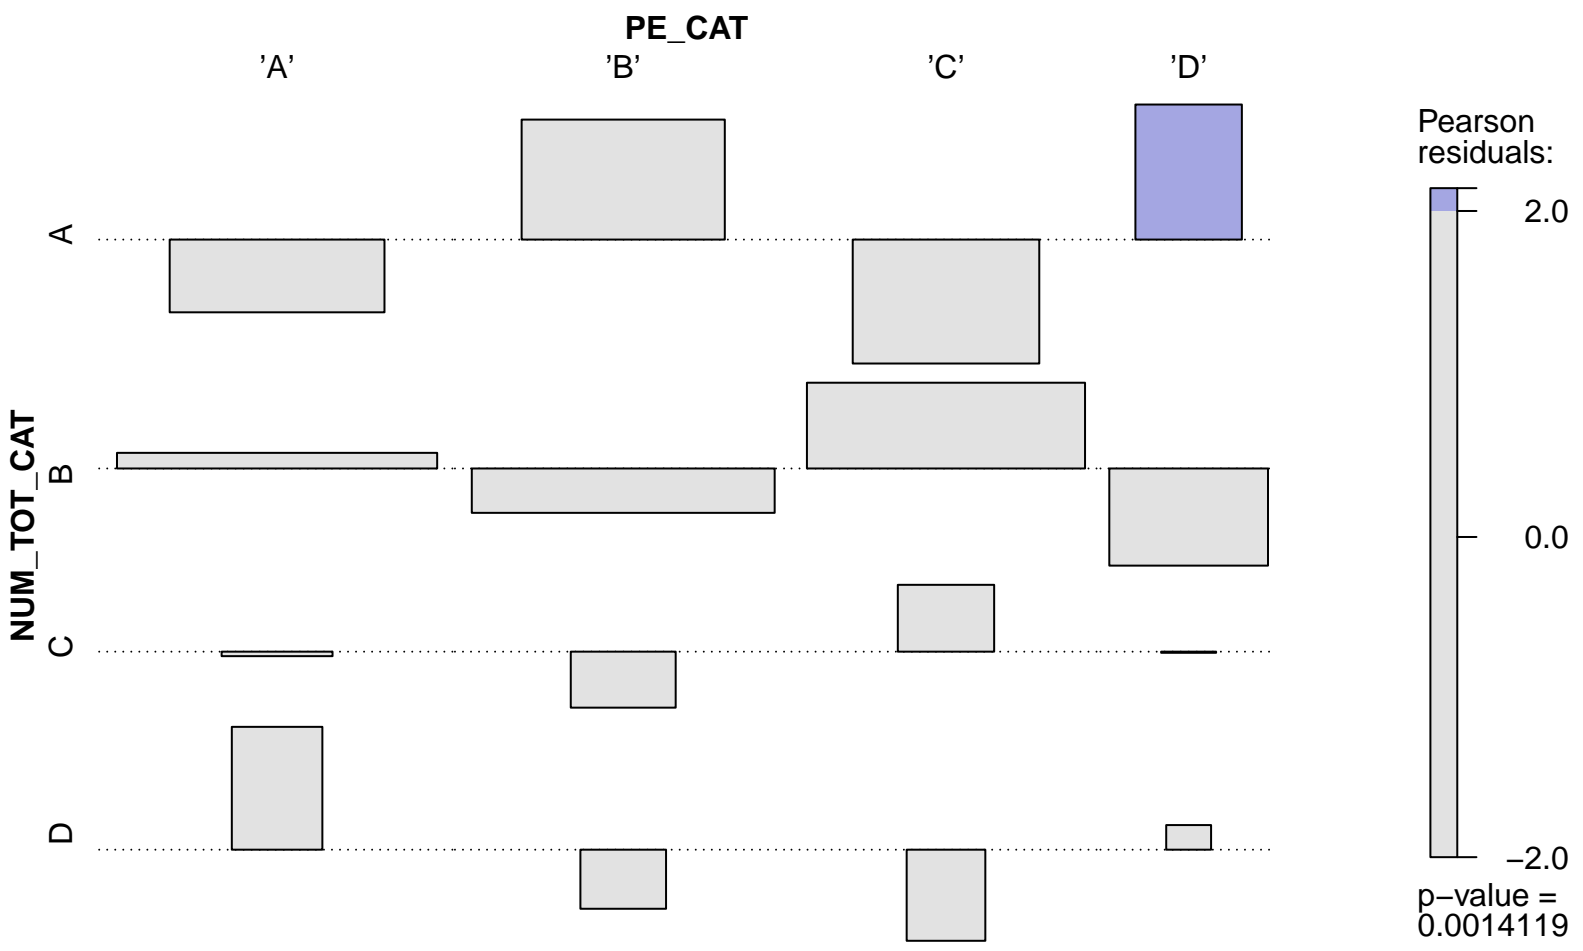 PE_CAT
’A’ ’B’ ’C’ ’D’
NUM_TOT_CAT
A
B
C
D
Pearson
residuals:
2.0
0.0
−2.0
p−value =
0.0014119